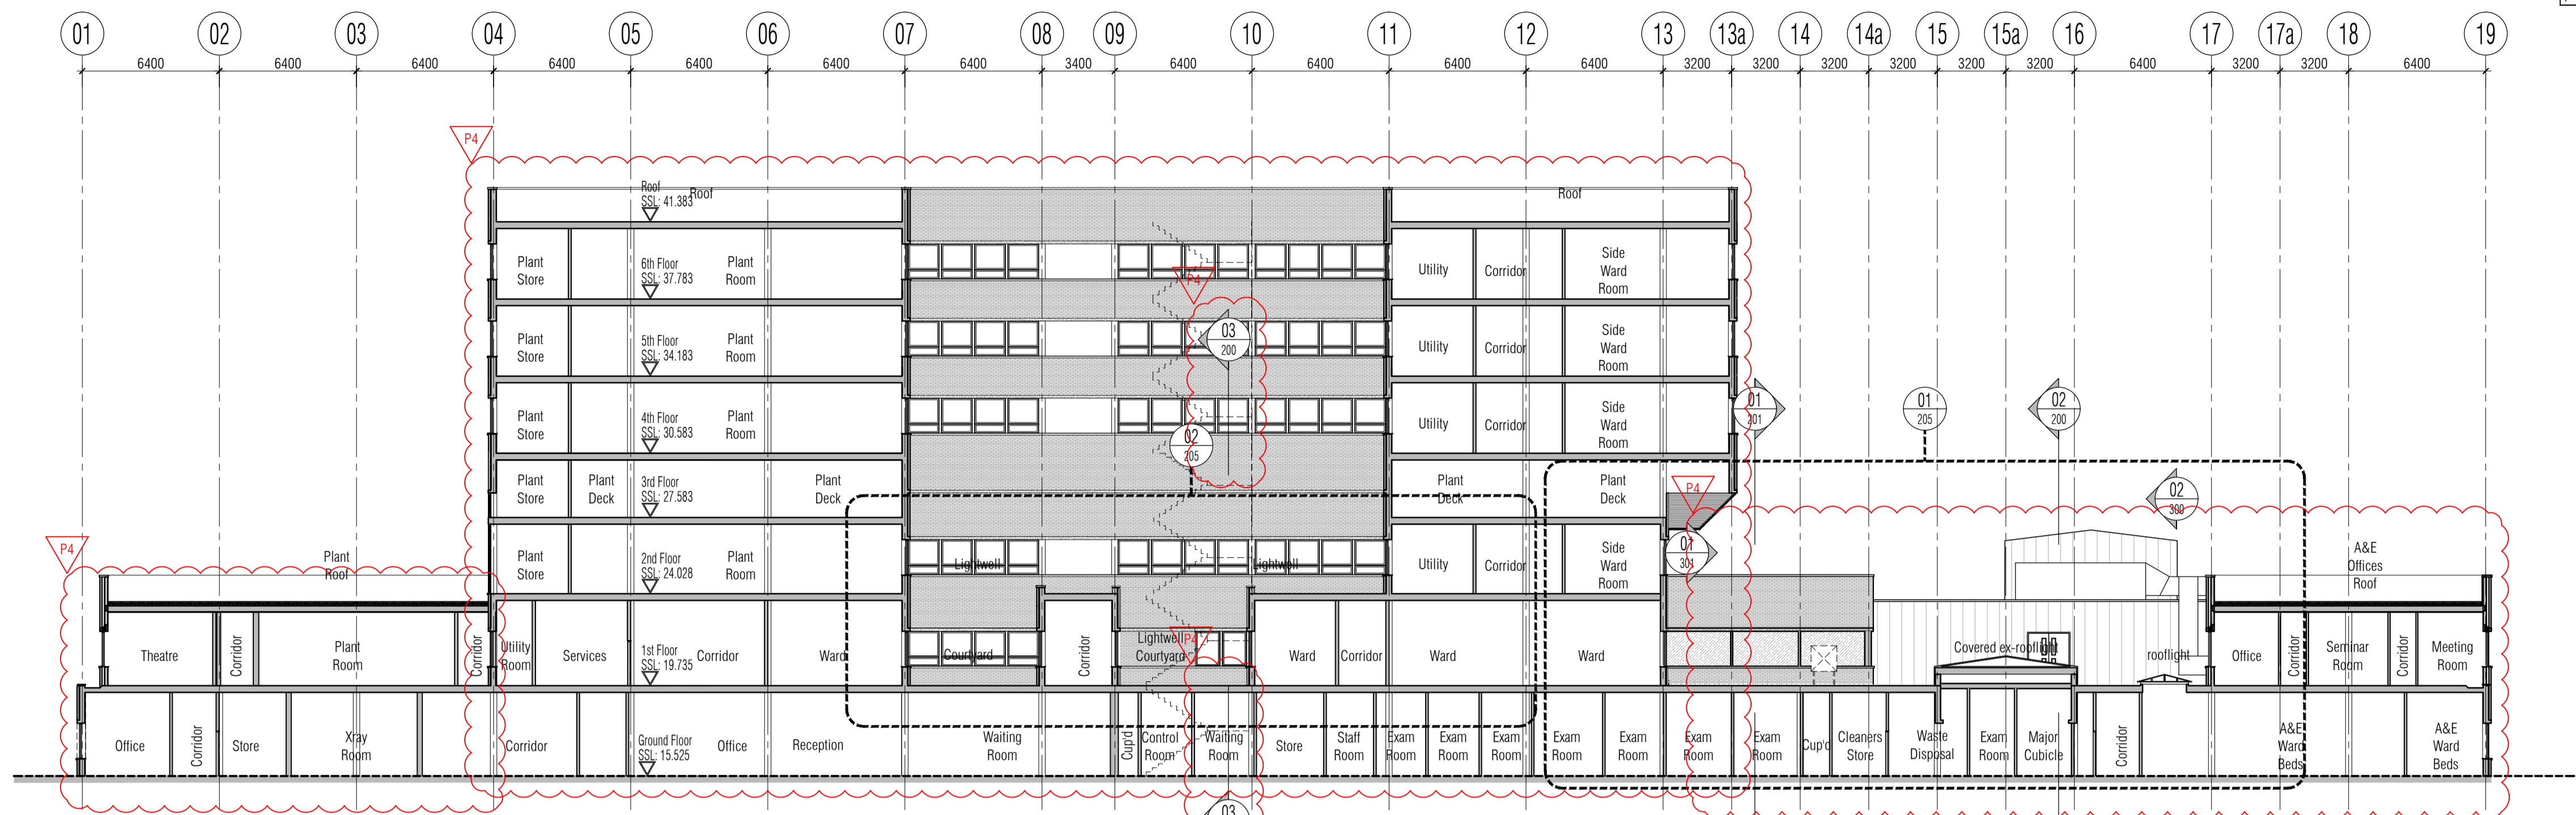 01 02 03 04 05 06 07 08 09 10 11 12 13 13a 14 14a 15 15a 16 17 17a 18 19
6400 6400 6400 6400 6400 6400 6400 3400 6400 6400 6400 6400 3200 3200 3200 3200 3200 3200 6400 3200 3200 6400
P4
Roof
SSL: 41.383
Roof
Roof
Plant
Store
6th Floor
SSL: 37.783
Plant
Room
P4
Utility
Corridor
Side
Ward
Room
Plant
Store
5th Floor
SSL: 34.183
Plant
Room
03
200
Utility
Corridor
Side
Ward
Room
Plant
Store
4th Floor
SSL: 30.583
Plant
Room
02
205
Utility
Corridor
Side
Ward
Room
01
201
01
205
02
200
Plant
Store
Plant
Deck
3rd Floor
SSL: 27.583
Plant
Deck
Plant
Deck
Plant
Deck
P4
02
300
P4
Plant
Roof
Plant
Store
2nd Floor
SSL: 24.028
Plant
Room
Lightwell
Lightwell
Utility
Corridor
Side
Ward
Room
01
301
A&E
Offices
Roof
Theatre
Corridor
Plant
Room
Corridor
Utility
Room
Services
1st Floor
SSL: 19.735
Corridor
Ward
Courtyard
Corridor
Lightwell
Courtyard
P4
Ward
Corridor
Ward
Ward
Covered ex-rooflight
rooflight
Office
Corridor
Seminar
Room
Corridor
Meeting
Room
Office
Corridor
Store
Xray
Room
Corridor
Ground Floor
SSL: 15.525
Office
Reception
Waiting
Room
Cup'd
Control
Room
Waiting
Room
Store
Staff
Room
Exam
Room
Exam
Room
Exam
Room
Exam
Room
Exam
Room
Exam
Room
Exam
Room
Cup'd
Cleaners
Store
Waste
Disposal
Exam
Room
Major
Cubicle
Corridor
A&E
Ward
Beds
A&E
Ward
Beds
03